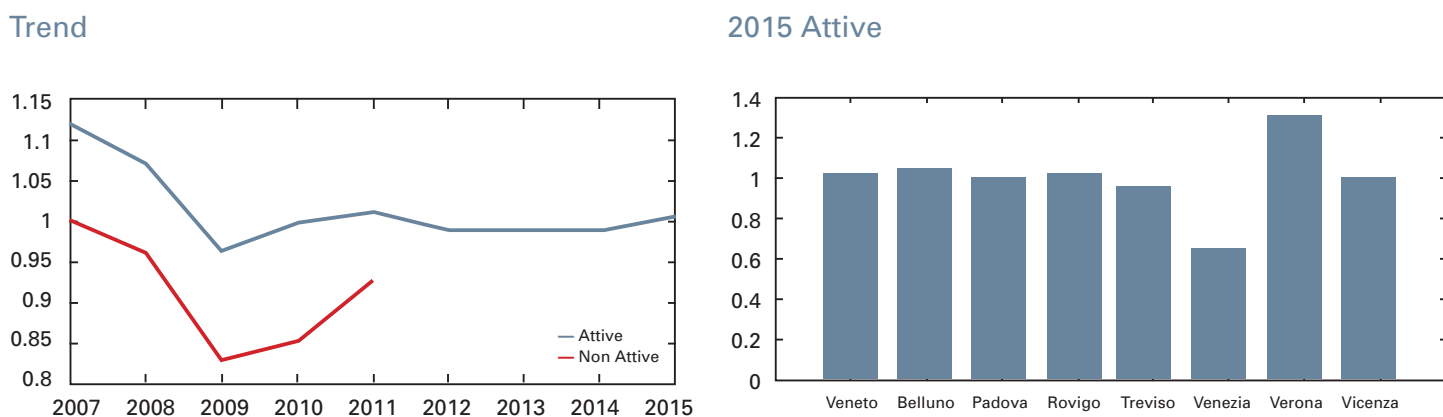 Trend
1.15
1.1
1.05
1
0.95
0.9
0.85
0.8
Attive
Non Attive
2007 2008 2009 2010 2011 2012 2013 2014 2015
2015 Attive
1.4
1.2
1
0.8
0.6
0.4
0.2
0
Veneto Belluno Padova Rovigo Treviso Venezia Verona Vicenza